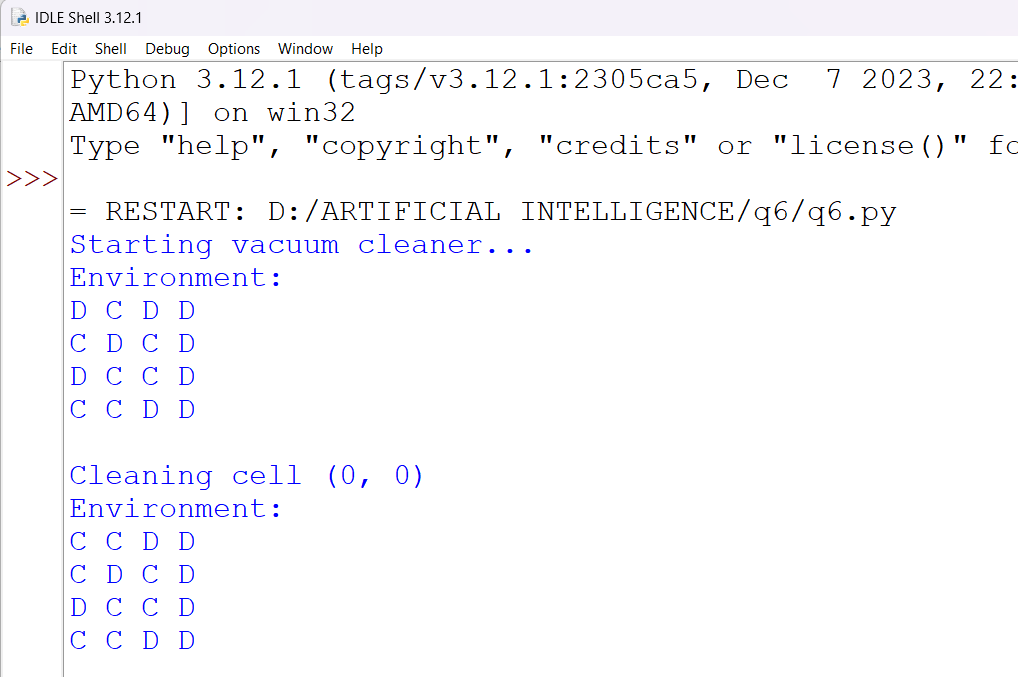 IDLE Shell 3.12.1
File Edit Shell Debug Options Window Help
Python 3.12.1 (tags/v3.12.1:2305ca5, Dec  7 2023, 22:
AMD64)] on win32
Type "help", "copyright", "credits" or "license()" fo
>>>
= RESTART: D:/ARTIFICIAL INTELLIGENCE/q6/q6.py
Starting vacuum cleaner...
Environment:
D C D D
C D C D
D C C D
C C D D
Cleaning cell (0, 0)
Environment:
C C D D
C D C D
D C C D
C C D D